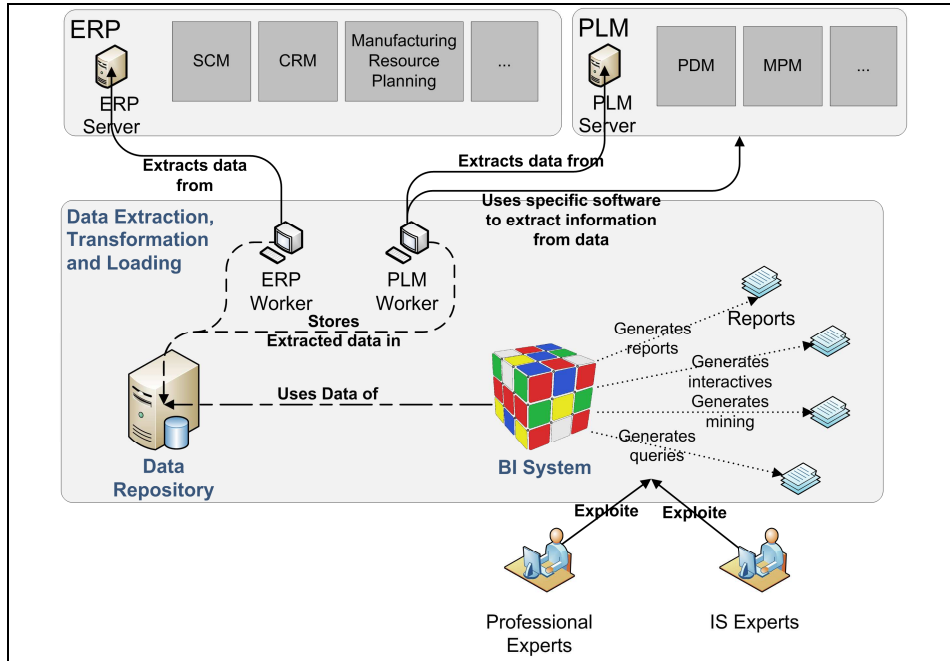 ERP
ERP
Server
SCM
CRM
Manufacturing
Resource
Planning
...
PLM
PLM
Server
PDM
MPM
...
Extracts data
from
Extracts data from
Uses specific software
to extract information
from data
Data Extraction,
Transformation
and Loading
ERP
Worker
PLM
Worker
Stores
Extracted data in
Uses Data of
Data
Repository
BI System
Generates
reports
Reports
Generates
interactives
Generates
mining
Generates
queries
Exploite
Exploite
Professional
Experts
IS Experts